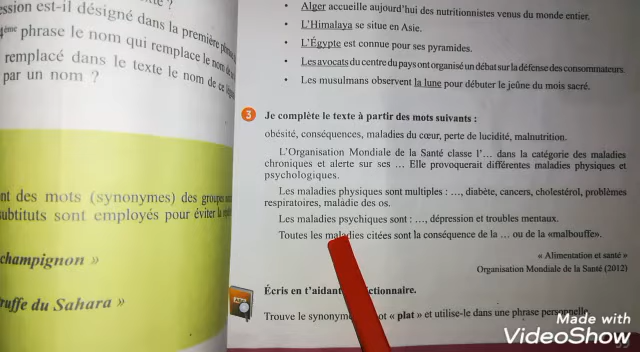 ession est-il désigné dans la première phrase
4ème phrase le nom qui remplace le nom
remplacé dans le texte le nom de ce
par un nom ?
nt des mots (synonymes) des groupes
subtituts sont employés pour éviter la
champignon »
ruffe du Sahara »
• Alger accueille aujourd'hui des nutritionnistes venus du monde entier.
• L'Himalaya se situe en Asie.
• L'Égypte est connue pour ses pyramides.
• Les avocats du centre du pays ont organisé un débat sur la défense des consommateurs.
• Les musulmans observent la lune pour débuter le jeûne du mois sacré.
3 Je complète le texte à partir des mots suivants :
obésité, conséquences, maladies du cœur, perte de lucidité, malnutrition.
L'Organisation Mondiale de la Santé classe l'… dans la catégorie des maladies
chroniques et alerte sur ses … Elle provoquerait différentes maladies physiques et
psychologiques.
Les maladies physiques sont multiples : …, diabète, cancers, cholestérol, problèmes
respiratoires, maladie des os.
Les maladies psychiques sont : …, dépression et troubles mentaux.
Toutes les maladies citées sont la conséquence de la … ou de la «malbouffe».
« Alimentation et santé »
Organisation Mondiale de la Santé (2012)
Écris en t'aidant dictionnaire.
Trouve le synonyme mot « plat » et utilise-le dans une phrase personnelle.
Made with
VideoShow